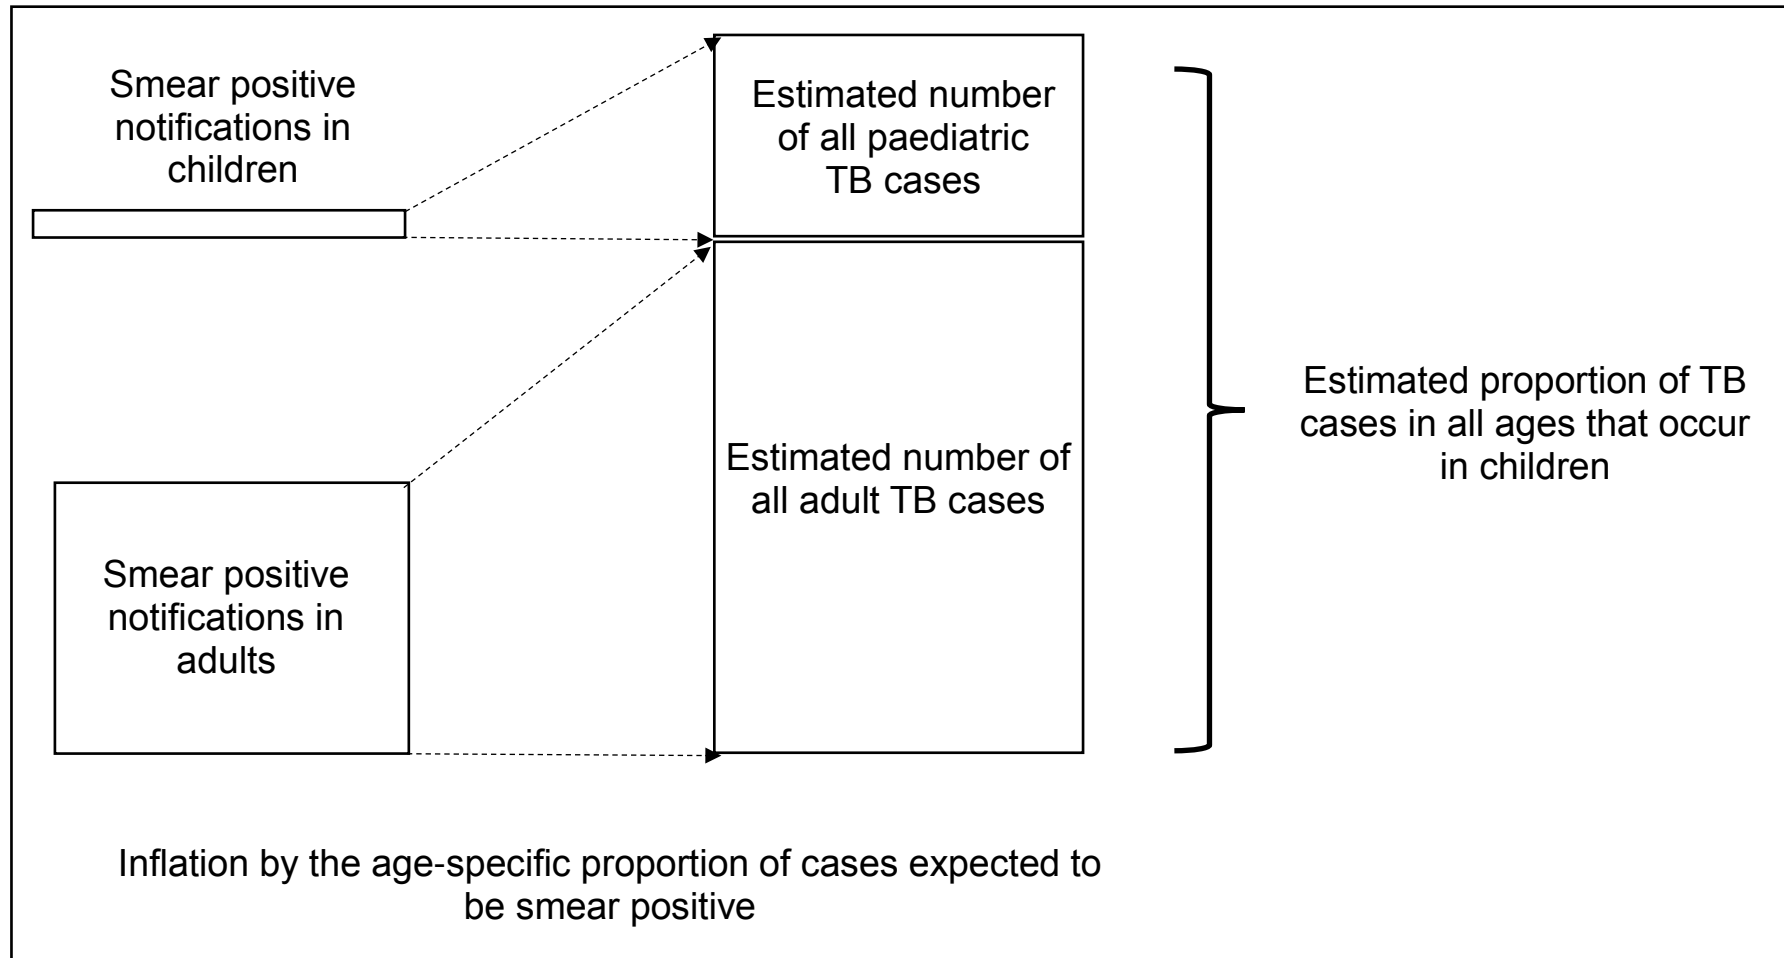 Smear positive
notifications in
children
Estimated number
of all paediatric
TB cases
Estimated proportion of TB
cases in all ages that occur
in children
Estimated number of
all adult TB cases
Smear positive
notifications in
adults
Inflation by the age-specific proportion of cases expected to
be smear positive